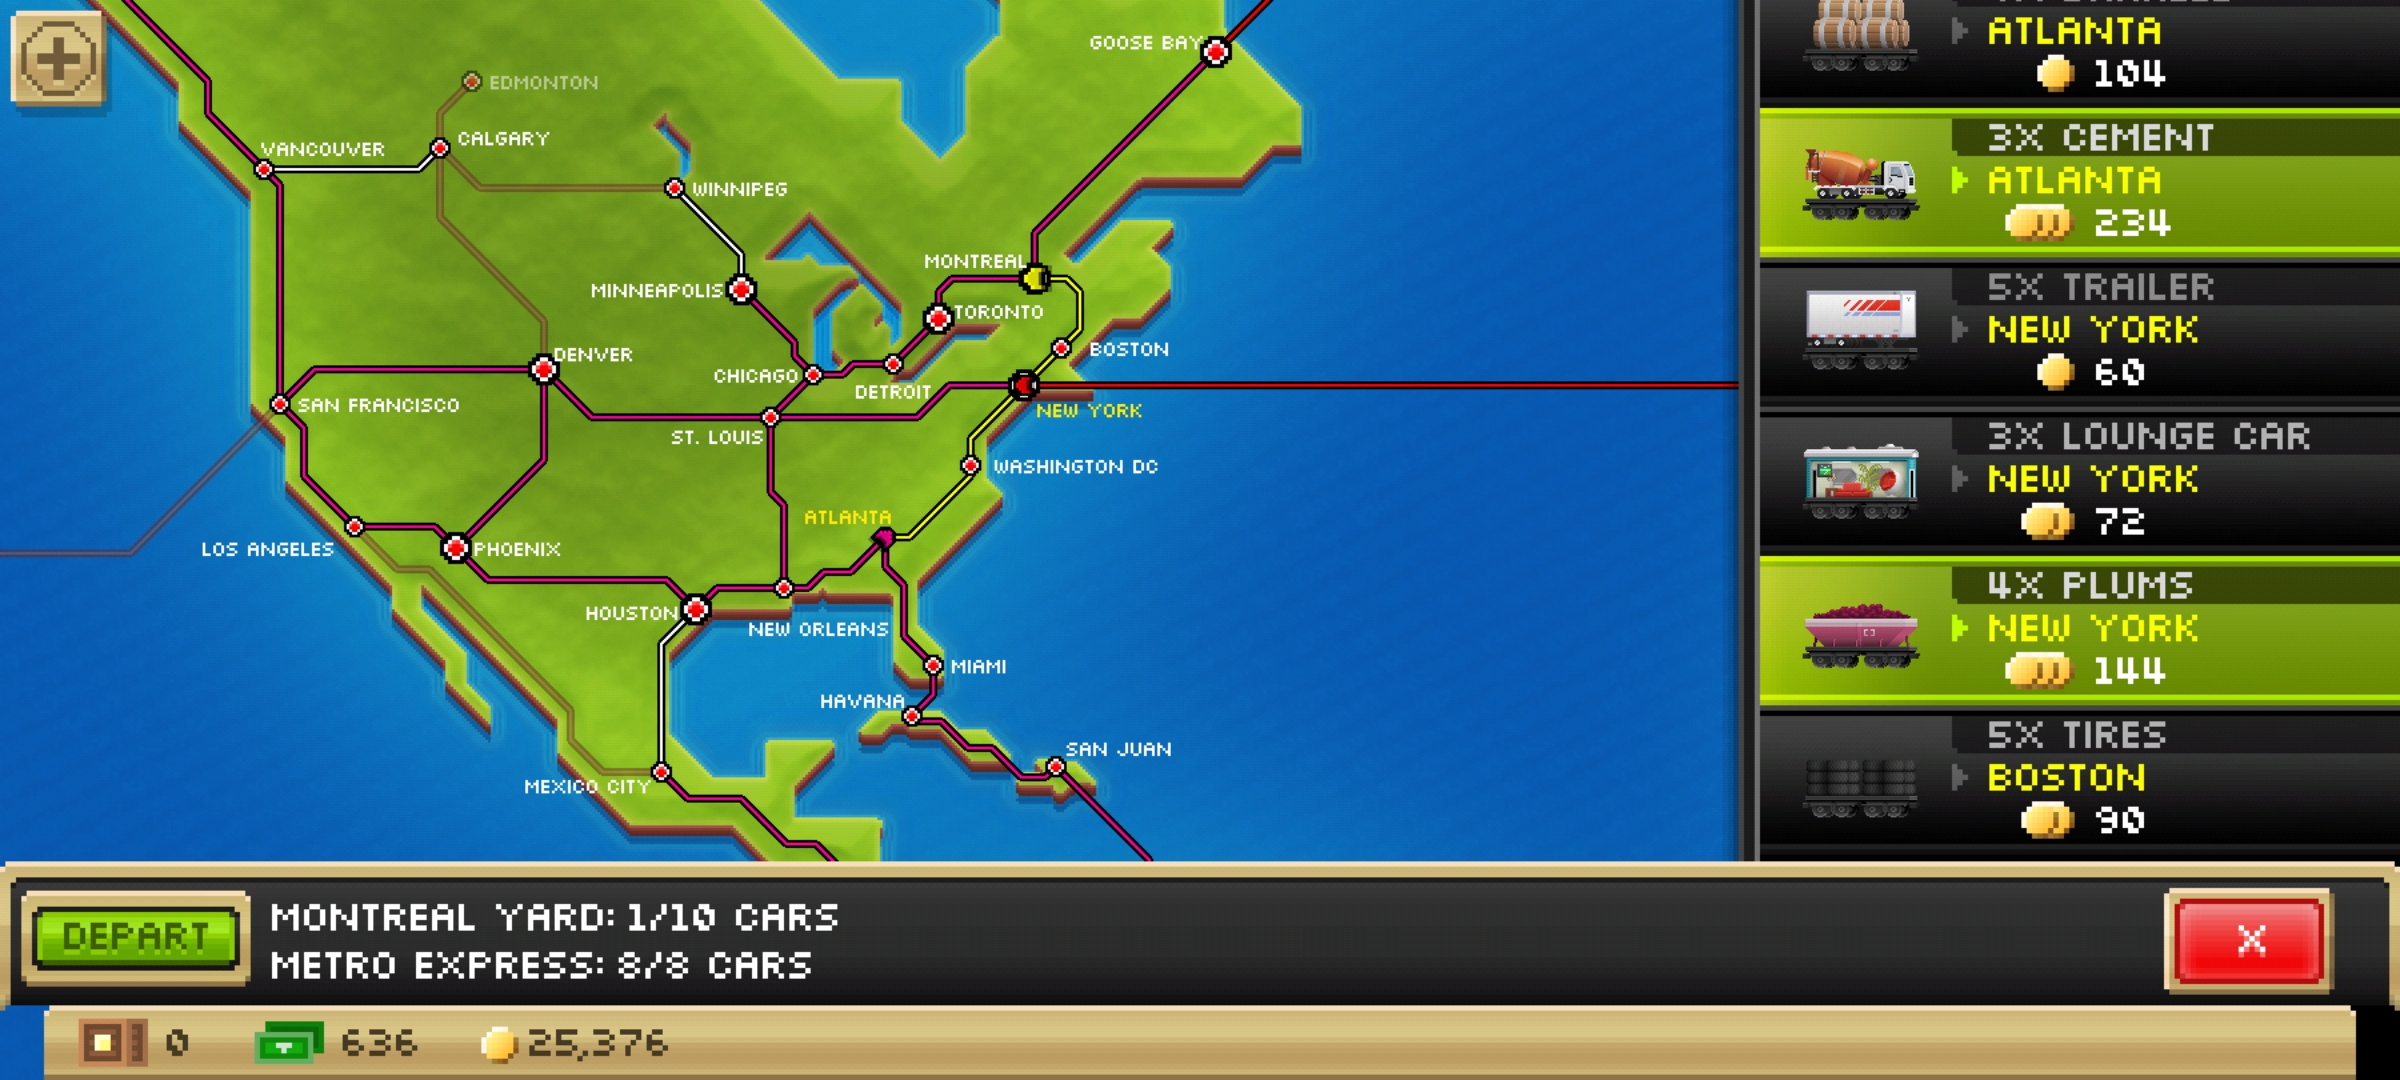 GOOSE BAY
EDMONTON
CALGARY
VANCOUVER
WINNIPEG
MONTREAL
MINNEAPOLIS
TORONTO
BOSTON
DENVER
CHICAGO
DETROIT
SAN FRANCISCO
NEW YORK
ST. LOUIS
WASHINGTON DC
ATLANTA
LOS ANGELES
PHOENIX
HOUSTON
NEW ORLEANS
MIAMI
HAVANA
SAN JUAN
MEXICO CITY
ATLANTA
104
3X CEMENT
ATLANTA
234
5X TRAILER
NEW YORK
60
3X LOUNGE CAR
NEW YORK
72
4X PLUMS
NEW YORK
144
5X TIRES
BOSTON
90
DEPART
MONTREAL YARD: 1/10 CARS
METRO EXPRESS: 8/8 CARS
X
0
636
25,376